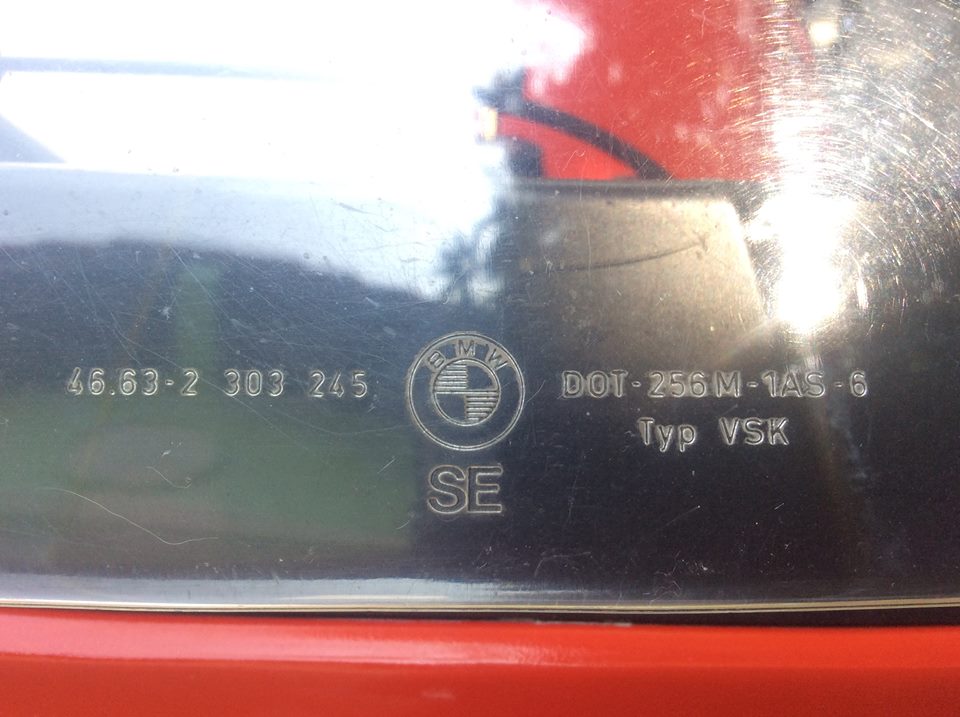 46.63-2 303 245
BMW
DOT-256M-1AS-6
Typ VSK
SE